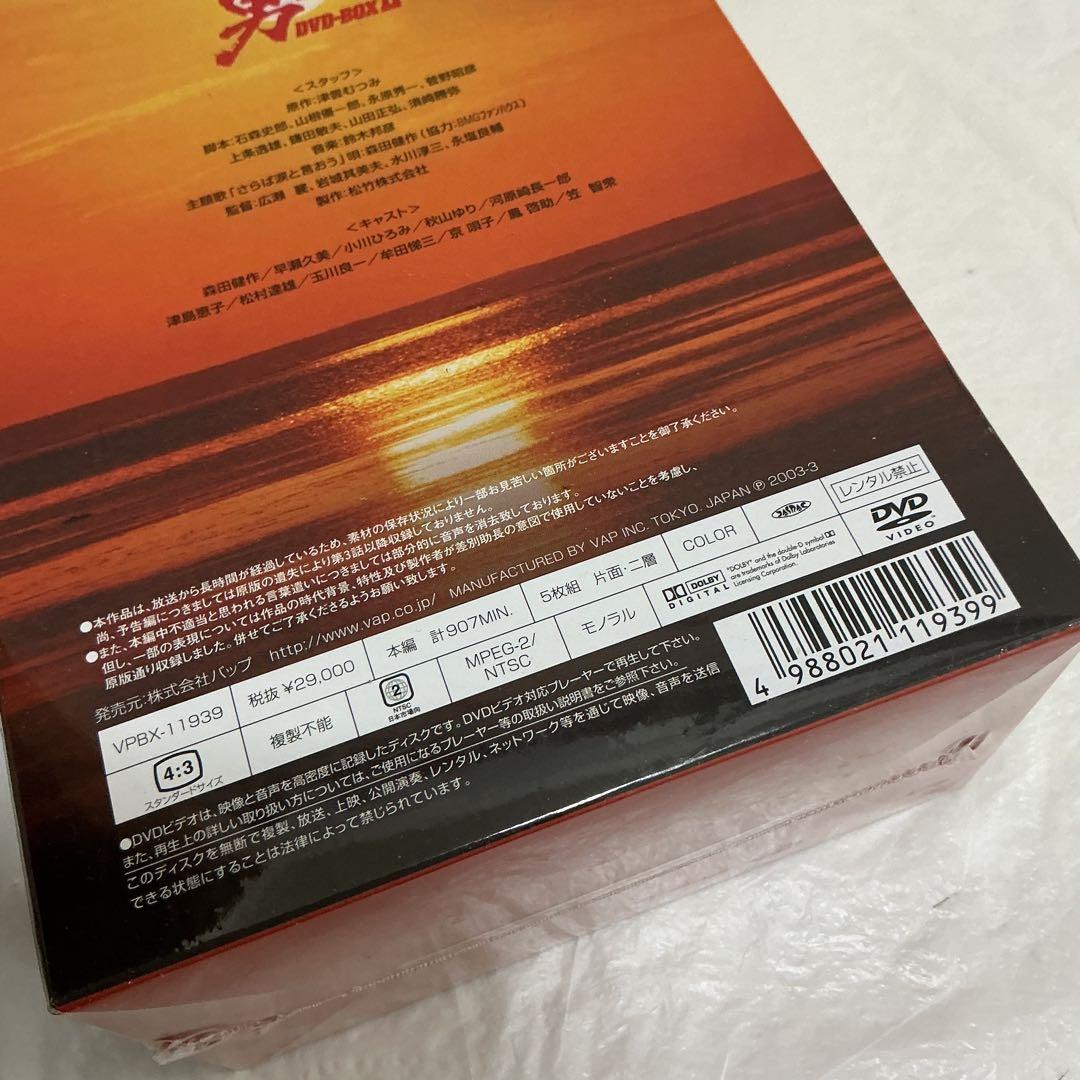 男
DVD-BOX II
<スタッフ>
原作:津雲むつみ
脚本:石森史郎、山根優一郎、永原秀一、菅野昭彦
上條逸雄、鎌田敏夫、山田正弘、須崎勝弥
音楽:鈴木邦彦
主題歌「さらば涙と言おう」唄:森田健作(協力:BMGファンハウス)
監督:広瀬 襄、岩城其美夫、水川淳三、永塩良輔
製作:松竹株式会社
<キャスト>
森田健作/早瀬久美/小川ひろみ/秋山ゆり/河原崎長一郎
津島恵子/松村達雄/玉川良一/牟田悌三/京 唄子/鳳 啓助/笠 智衆
●本作品は、放送から長時間が経過しているため、素材の保存状況により一部お見苦しい箇所がございますことを御了承ください。
尚、予告編につきましては原版の遺失により第3話以降収録しておりません。
●また、本編中不適当と思われる言葉遣いにつきましては部分的に音声を消去致しております。
但し、一部の表現については作品の時代背景、特性及び製作者が差別助長の意図で使用していないことを考慮し、
原版通り収録しました。併せてご了承くださるようお願い致します。
発売元:株式会社バップ http://www.vap.co.jp/ MANUFACTURED BY VAP INC. TOKYO. JAPAN Ⓟ 2003-3
レンタル禁止
VPBX-11939
税抜 ¥29,000
本編 計907MIN.
5枚組 片面・二層
COLOR
JASRAC
DVD
VIDEO
4:3
スタンダードサイズ
複製不能
2
NTSC
日本市場向
MPEG-2/
NTSC
モノラル
DOLBY
DIGITAL
"DOLBY" and the double-D symbol
are trademarks of Dolby Laboratories
Licensing Corporation.
4 988021 119399
●DVDビデオは、映像と音声を高密度に記録したディスクです。DVDビデオ対応プレーヤーで再生して下さい。
また、再生上の詳しい取り扱い方については、ご使用になるプレーヤー等の取扱い説明書をご参照下さい。
このディスクを無断で複製、放送、上映、公開演奏、レンタル、ネットワーク等を通じて映像、音声を送信
できる状態にすることは法律によって禁じられています。